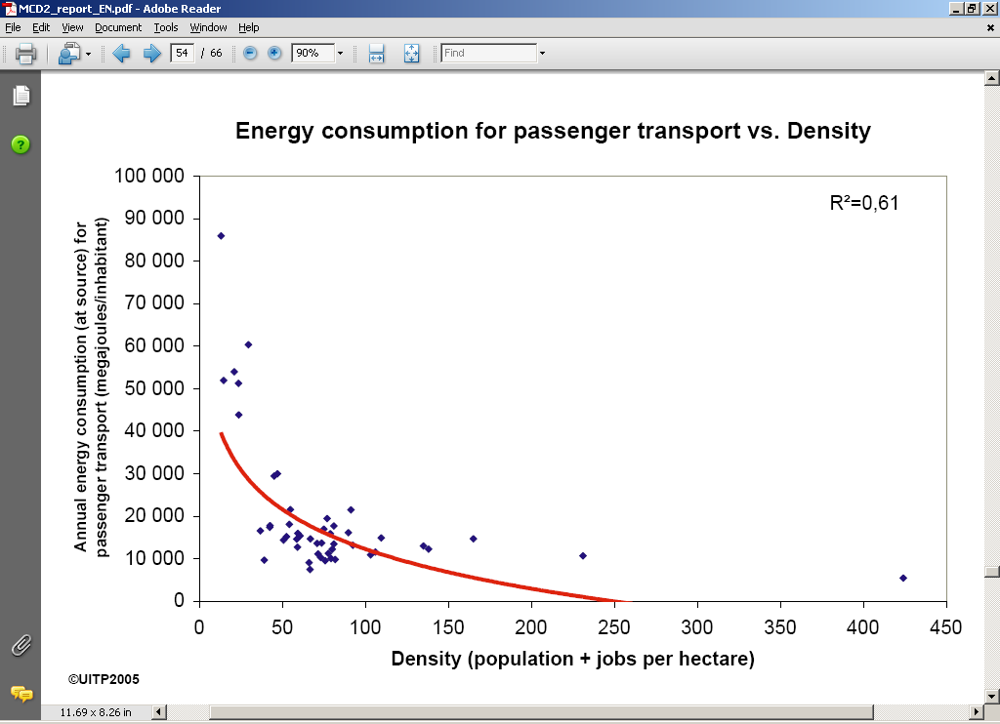 MCD2_report_EN.pdf - Adobe Reader
File Edit View Document Tools Window Help
54 / 66 90% Find
Energy consumption for passenger transport vs. Density
R²=0,61
Annual energy consumption (at source) for
passenger transport (megajoules/inhabitant)
100 000
90 000
80 000
70 000
60 000
50 000
40 000
30 000
20 000
10 000
0
0 50 100 150 200 250 300 350 400 450
Density (population + jobs per hectare)
©UITP2005
11.69 x 8.26 in